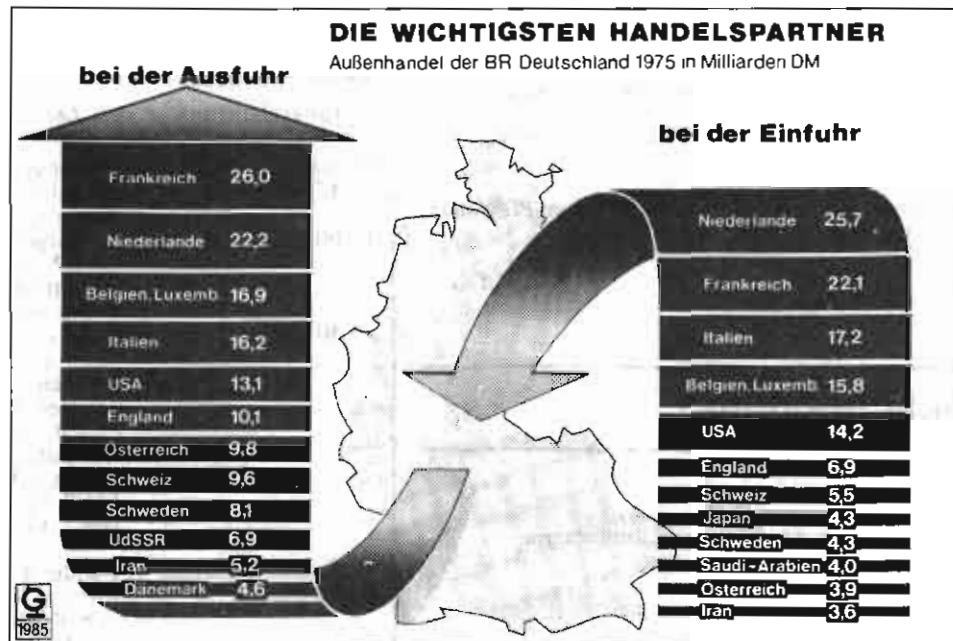 DIE WICHTIGSTEN HANDELSPARTNER
Außenhandel der BR Deutschland 1975 in Milliarden DM
bei der Ausfuhr
Frankreich 26,0
Niederlande 22,2
Belgien, Luxemb. 16,9
Italien 16,2
USA 13,1
England 10,1
Österreich 9,8
Schweiz 9,6
Schweden 8,1
UdSSR 6,9
Iran 5,2
Dänemark 4,6
bei der Einfuhr
Niederlande 25,7
Frankreich 22,1
Italien 17,2
Belgien, Luxemb. 15,8
USA 14,2
England 6,9
Schweiz 5,5
Japan 4,3
Schweden 4,3
Saudi-Arabien 4,0
Österreich 3,9
Iran 3,6
G
1985